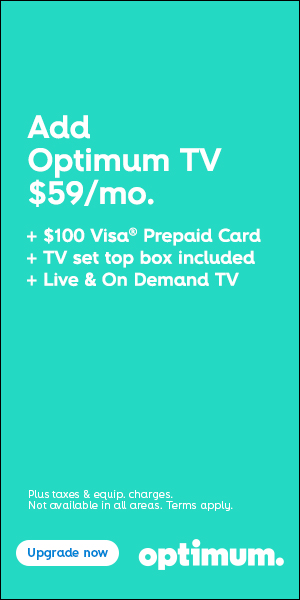 Add
Optimum TV
$59/mo.
+ $100 Visa® Prepaid Card
+ TV set top box included
+ Live & On Demand TV
Plus taxes & equip. charges.
Not available in all areas. Terms apply.
Upgrade now
optimum.